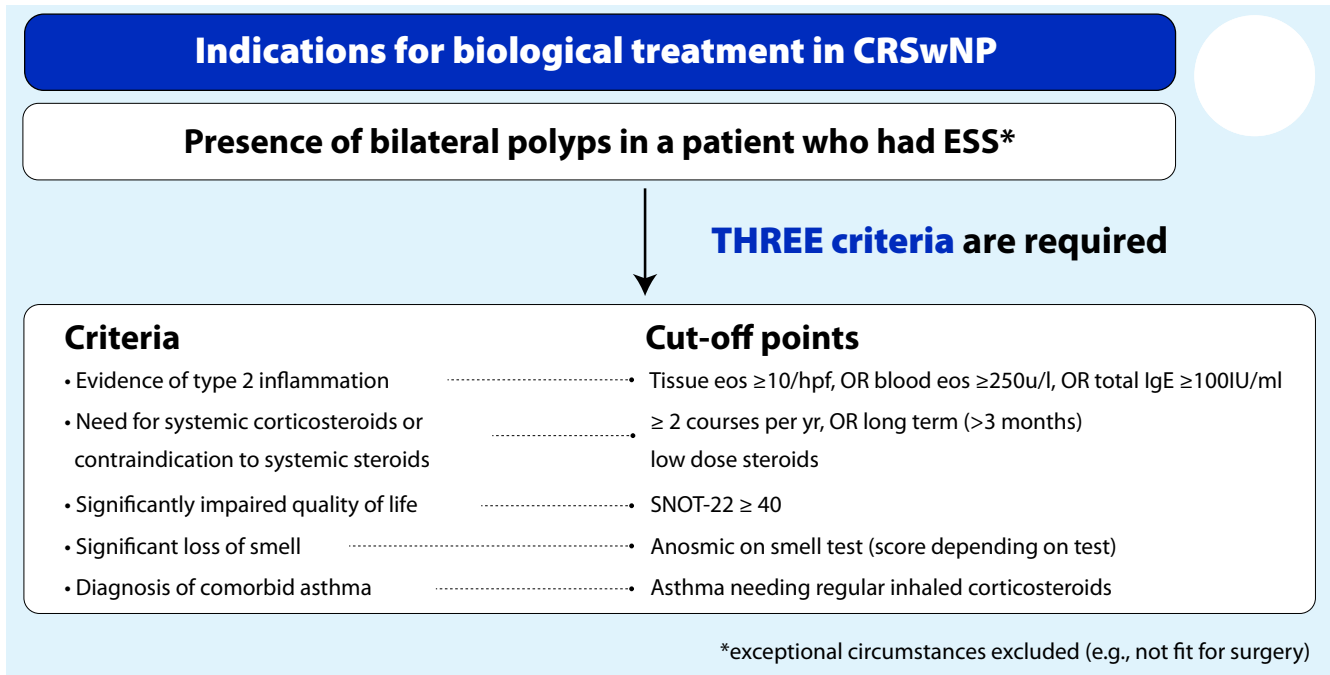 Indications for biological treatment in CRSwNP
Presence of bilateral polyps in a patient who had ESS*
THREE criteria are required
Criteria
Cut-off points
• Evidence of type 2 inflammation
• Tissue eos ≥10/hpf, OR blood eos ≥250u/l, OR total IgE ≥100IU/ml
• Need for systemic corticosteroids or
contraindication to systemic steroids
• ≥ 2 courses per yr, OR long term (>3 months)
low dose steroids
• Significantly impaired quality of life
• SNOT-22 ≥ 40
• Significant loss of smell
• Anosmic on smell test (score depending on test)
• Diagnosis of comorbid asthma
• Asthma needing regular inhaled corticosteroids
*exceptional circumstances excluded (e.g., not fit for surgery)